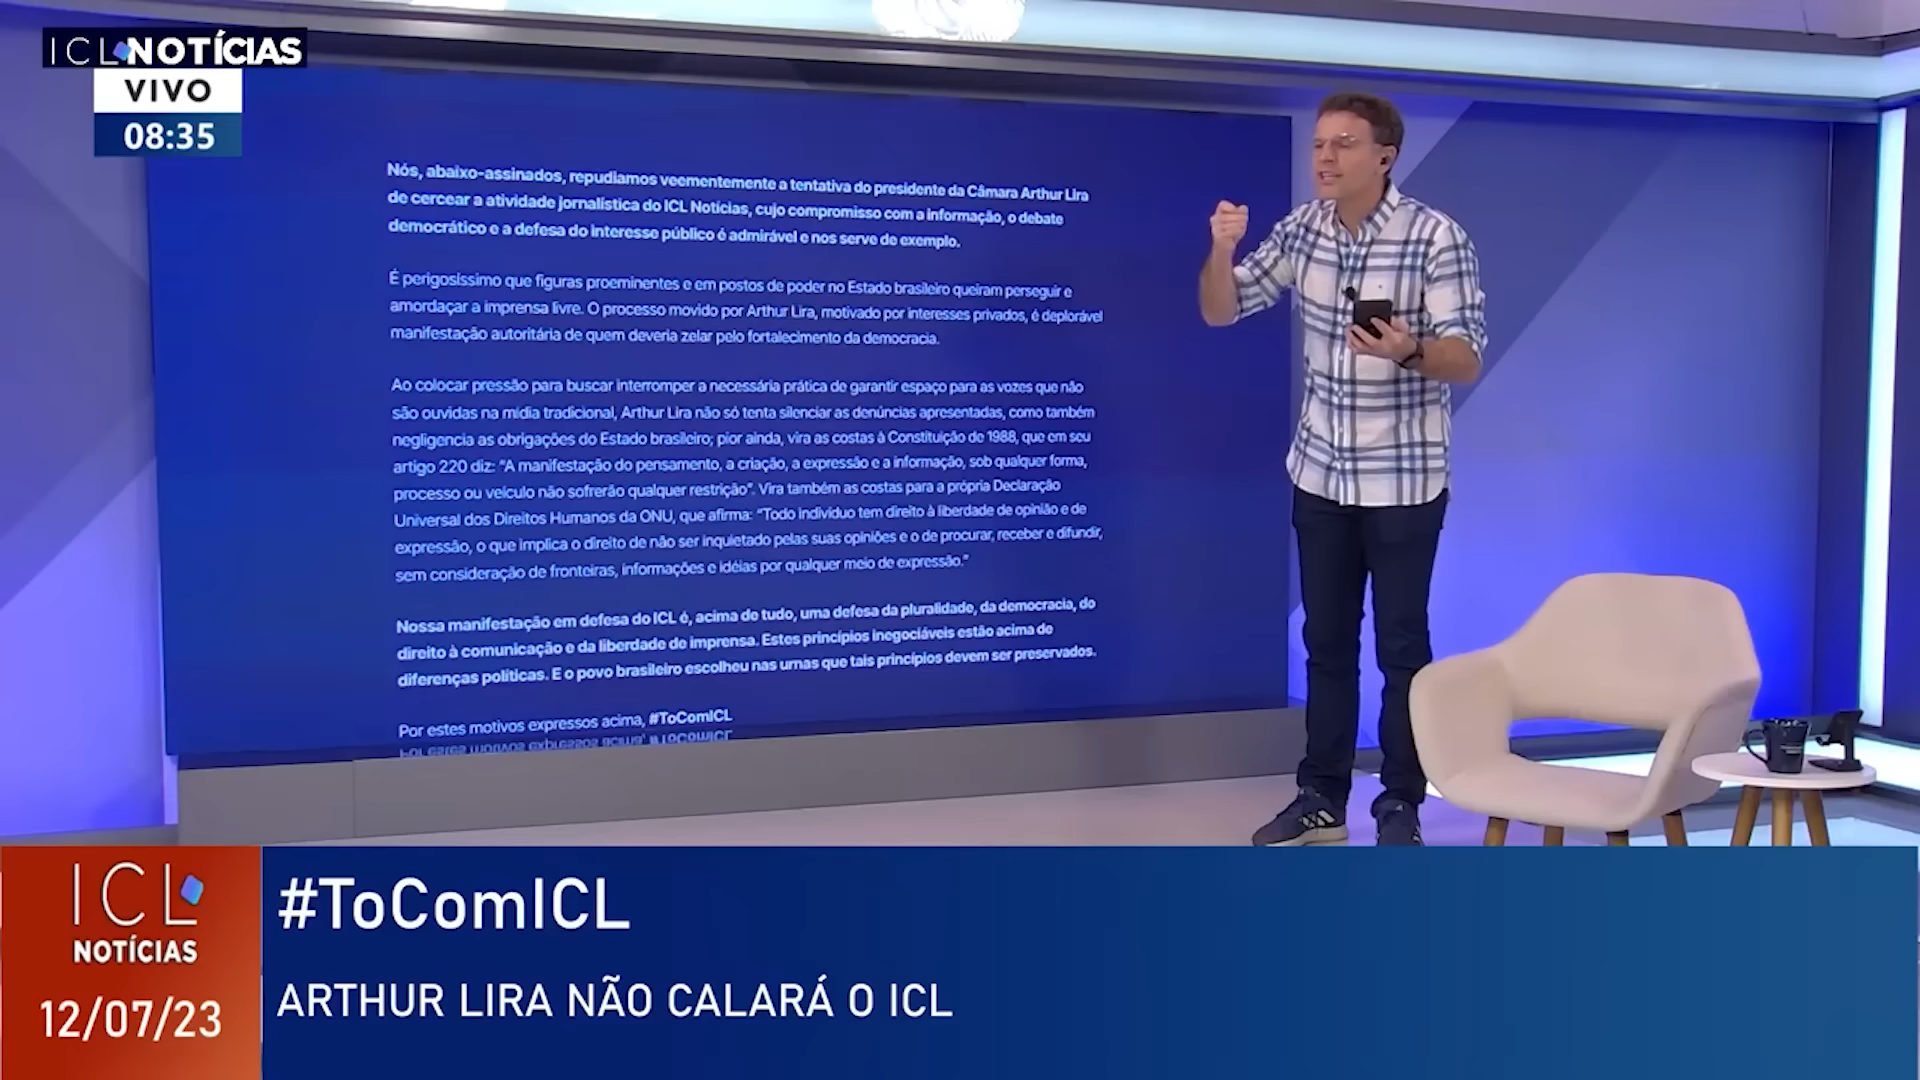 ICL NOTÍCIAS
VIVO
08:35
Nós, abaixo-assinados, repudiamos veementemente a tentativa do presidente da Câmara Arthur Lira
de cercear a atividade jornalística do ICL Notícias, cujo compromisso com a informação, o debate
democrático e a defesa do interesse público é admirável e nos serve de exemplo.
É perigosíssimo que figuras proeminentes e em postos de poder no Estado brasileiro queiram perseguir e
amordaçar a imprensa livre. O processo movido por Arthur Lira, motivado por interesses privados, é deplorável
manifestação autoritária de quem deveria zelar pelo fortalecimento da democracia.
Ao colocar pressão para buscar interromper a necessária prática de garantir espaço para as vozes que não
são ouvidas na mídia tradicional, Arthur Lira não só tenta silenciar as denúncias apresentadas, como também
negligencia as obrigações do Estado brasileiro; pior ainda, vira as costas à Constituição de 1988, que em seu
artigo 220 diz: "A manifestação do pensamento, a criação, a expressão e a informação, sob qualquer forma,
processo ou veículo não sofrerão qualquer restrição". Vira também as costas para a própria Declaração
Universal dos Direitos Humanos da ONU, que afirma: "Todo indivíduo tem direito à liberdade de opinião e de
expressão, o que implica o direito de não ser inquietado pelas suas opiniões e o de procurar, receber e difundir,
sem consideração de fronteiras, informações e idéias por qualquer meio de expressão."
Nossa manifestação em defesa do ICL é, acima de tudo, uma defesa da pluralidade, da democracia, do
direito à comunicação e da liberdade de imprensa. Estes princípios inegociáveis estão acima de
diferenças políticas. E o povo brasileiro escolheu nas urnas que tais princípios devem ser preservados.
Por estes motivos expressos acima, #ToComICL
ICL
NOTÍCIAS
12/07/23
#ToComICL
ARTHUR LIRA NÃO CALARÁ O ICL